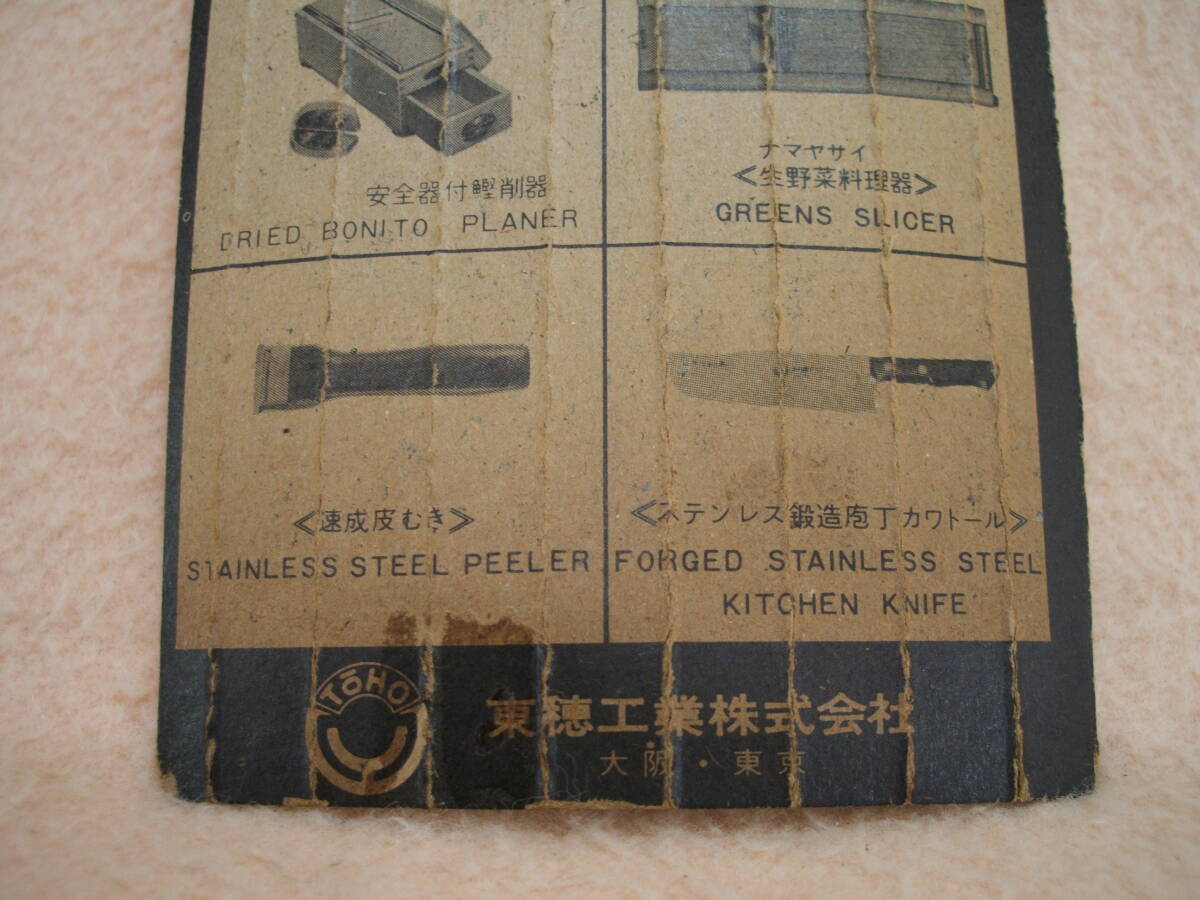 安全器付鰹削器
DRIED BONITO PLANER
ナマヤサイ
<生野菜料理器>
GREENS SLICER
≪速成皮むき≫
STAINLESS STEEL PEELER
≪ステンレス鍛造庖丁カワトール≫
FORGED STAINLESS STEEL
KITCHEN KNIFE
TōHO
東穂工業株式会社
大阪・東京